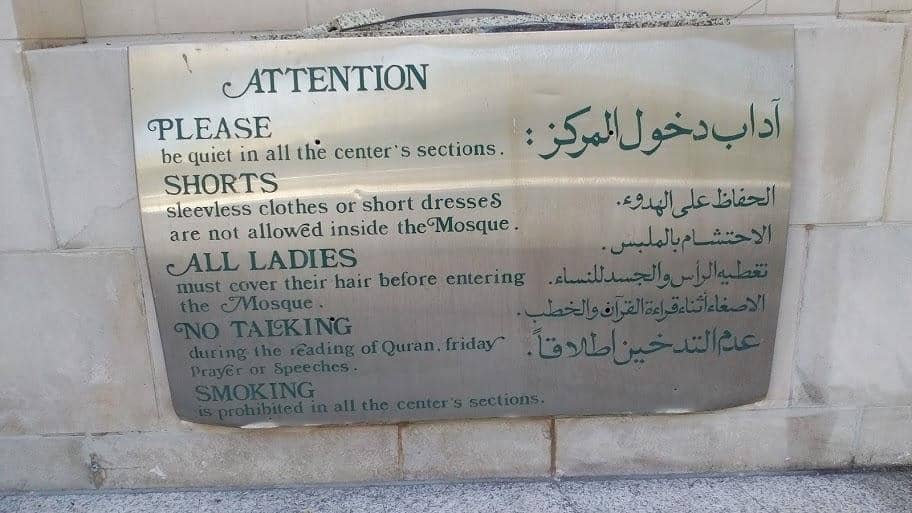 ATTENTION
PLEASE
be quiet in all the center's sections.
SHORTS
sleevless clothes or short dresses
are not allowed inside the Mosque.
ALL LADIES
must cover their hair before entering
the Mosque.
NO TALKING
during the reading of Quran, friday
Prayer or Speeches.
SMOKING
is prohibited in all the center's sections.
آداب دخول المركز :
الحفاظ على الهدوء.
الاحتشام بالملبس.
تغطيه الرأس والجسد للنساء.
الاصغاء أثناء قراءة القرآن والخطب.
عدم التدخين اطلاقاً.